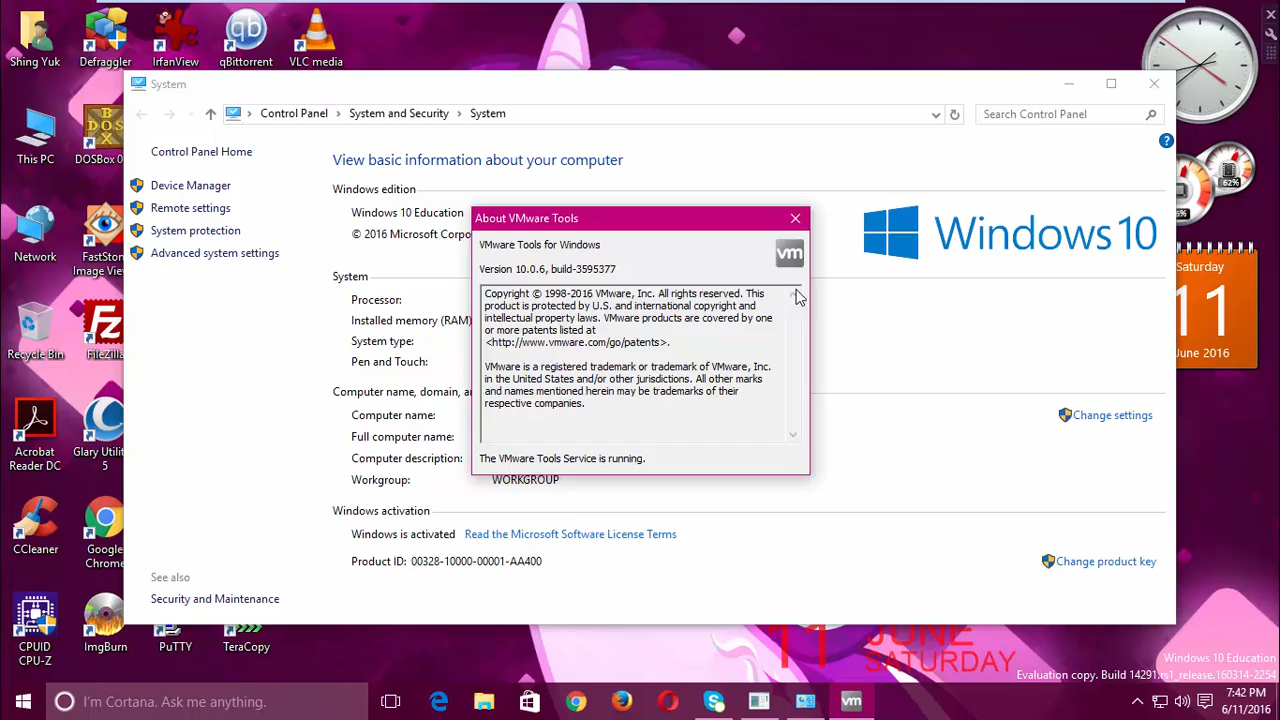 Shing Yuk
Defraggler
IrfanView
qBittorrent
VLC media
System
Control Panel > System and Security > System
Search Control Panel
This PC
DOSBox 0
Control Panel Home
Device Manager
Remote settings
System protection
Advanced system settings
View basic information about your computer
Windows edition
Windows 10 Education
© 2016 Microsoft Corpo
Windows 10
System
Processor:
Installed memory (RAM)
System type:
Pen and Touch:
Computer name, domain, a
Computer name:
Full computer name:
Computer description:
Workgroup:
WORKGROUP
Change settings
Windows activation
Windows is activated
Read the Microsoft Software License Terms
Product ID: 00328-10000-00001-AA400
Change product key
See also
Security and Maintenance
About VMware Tools
VMware Tools for Windows
vm
Version 10.0.6, build-3595377
Copyright © 1998-2016 VMware, Inc. All rights reserved. This
product is protected by U.S. and international copyright and
intellectual property laws. VMware products are covered by one
or more patents listed at
<http://www.vmware.com/go/patents>.
VMware is a registered trademark or trademark of VMware, Inc.
in the United States and/or other jurisdictions. All other marks
and names mentioned herein may be trademarks of their
respective companies.
The VMware Tools Service is running.
Network
FastSton
Image View
Recycle Bin
FileZilla
Acrobat
Reader DC
Glary Utilit
5
CCleaner
Google
Chrome
CPUID
CPU-Z
ImgBurn
PuTTY
TeraCopy
62%
Saturday
11
June 2016
11 JUNE
SATURDAY
Windows 10 Education
Evaluation copy. Build 14291.rs1_release.160314-2254
I'm Cortana. Ask me anything.
7:42 PM
6/11/2016